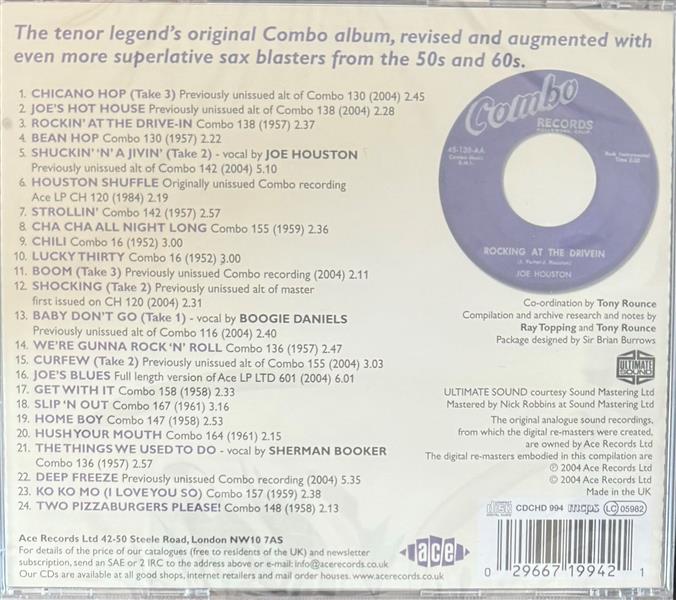 The tenor legend's original Combo album, revised and augmented with
even more superlative sax blasters from the 50s and 60s.
1. CHICANO HOP (Take 3) Previously unissued alt of Combo 130 (2004) 2.45
2. JOE'S HOT HOUSE Previously unissued alt of Combo 138 (2004) 2.28
3. ROCKIN' AT THE DRIVE-IN Combo 138 (1957) 2.37
4. BEAN HOP Combo 130 (1957) 2.22
5. SHUCKIN' 'N' A JIVIN' (Take 2) - vocal by JOE HOUSTON
Previously unissued alt of Combo 142 (2004) 5.10
6. HOUSTON SHUFFLE Originally unissued Combo recording
Ace LP CH 120 (1984) 2.19
7. STROLLIN' Combo 142 (1957) 2.57
8. CHA CHA ALL NIGHT LONG Combo 155 (1959) 2.36
9. CHILI Combo 16 (1952) 3.00
10. LUCKY THIRTY Combo 16 (1952) 3.00
11. BOOM (Take 3) Previously unissued Combo recording (2004) 2.11
12. SHOCKING (Take 2) Previously unissued alt of master
first issued on CH 120 (2004) 2.31
13. BABY DON'T GO (Take 1) - vocal by BOOGIE DANIELS
Previously unissued alt of Combo 116 (2004) 2.40
14. WE'RE GUNNA ROCK 'N' ROLL Combo 136 (1957) 2.47
15. CURFEW (Take 2) Previously unissued alt of Combo 155 (2004) 3.03
16. JOE'S BLUES Full length version of Ace LP LTD 601 (2004) 6.01
17. GET WITH IT Combo 158 (1958) 2.33
18. SLIP 'N OUT Combo 167 (1961) 3.16
19. HOME BOY Combo 147 (1958) 2.53
20. HUSH YOUR MOUTH Combo 164 (1961) 2.15
21. THE THINGS WE USED TO DO - vocal by SHERMAN BOOKER
Combo 136 (1957) 2.57
22. DEEP FREEZE Previously unissued Combo recording (2004) 5.35
23. KO KO MO (I LOVE YOU SO) Combo 157 (1959) 2.38
24. TWO PIZZABURGERS PLEASE! Combo 148 (1958) 2.13
Combo
RECORDS
HOLLYWOOD, CALIF.
45-138-AA
Combo Music
B.M.I.
Rock Instrumental
ROCKING AT THE DRIVEIN
JOE HOUSTON
Co-ordination by Tony Rounce
Compilation and archive research and notes by
Ray Topping and Tony Rounce
Package designed by Sir Brian Burrows
ULTIMATE
SOUND
ULTIMATE SOUND courtesy Sound Mastering Ltd
Mastered by Nick Robbins at Sound Mastering Ltd
The original analogue sound recordings,
from which the digital re-masters were created,
are owned by Ace Records Ltd
The digital re-masters embodied in this compilation are
℗ 2004 Ace Records Ltd
© 2004 Ace Records Ltd
Made in the UK
disc
DIGITAL AUDIO
CDCHD 994
mcps
LC 05982
Ace Records Ltd 42-50 Steele Road, London NW10 7AS
For details of the price of our catalogues (free to residents of the UK) and newsletter
subscription, send an SAE or 2 IRC to the address above or e-mail: info@acerecords.co.uk
Our CDs are available at all good shops, internet retailers and mail order houses. www.acerecords.co.uk
ace
0 29667 19942 1